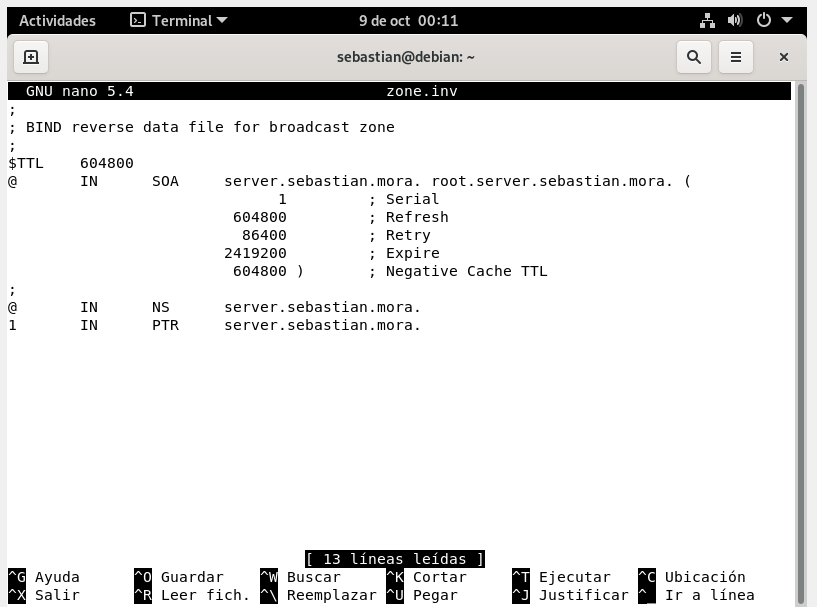 Actividades Terminal 9 de oct 00:11
sebastian@debian: ~
GNU nano 5.4 zone.inv
;
; BIND reverse data file for broadcast zone
;
$TTL 604800
@ IN SOA server.sebastian.mora. root.server.sebastian.mora. (
1 ; Serial
604800 ; Refresh
86400 ; Retry
2419200 ; Expire
604800 ) ; Negative Cache TTL
;
@ IN NS server.sebastian.mora.
1 IN PTR server.sebastian.mora.
[ 13 líneas leídas ]
^G Ayuda ^O Guardar ^W Buscar ^K Cortar ^T Ejecutar ^C Ubicación
^X Salir ^R Leer fich. ^\ Reemplazar ^U Pegar ^J Justificar ^_ Ir a línea